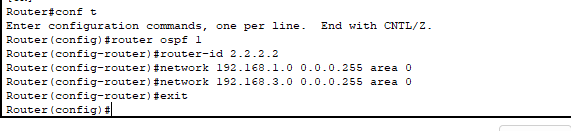 Router#conf t
Enter configuration commands, one per line.  End with CNTL/Z.
Router(config)#router ospf 1
Router(config-router)#router-id 2.2.2.2
Router(config-router)#network 192.168.1.0 0.0.0.255 area 0
Router(config-router)#network 192.168.3.0 0.0.0.255 area 0
Router(config-router)#exit
Router(config)#